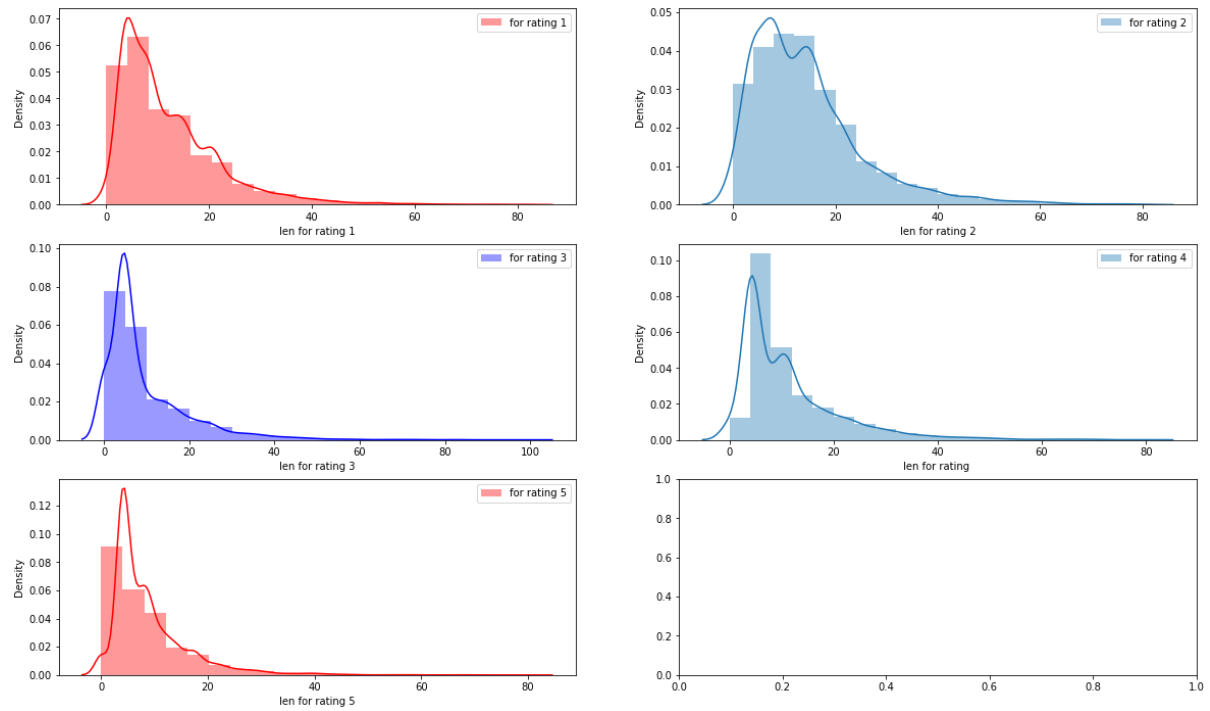 for rating 1
0.07
0.06
0.05
0.04
0.03
0.02
0.01
0.00
Density
0 20 40 60 80
len for rating 1
for rating 2
0.05
0.04
0.03
0.02
0.01
0.00
Density
0 20 40 60 80
len for rating 2
for rating 3
0.10
0.08
0.06
0.04
0.02
0.00
Density
0 20 40 60 80 100
len for rating 3
for rating 4
0.10
0.08
0.06
0.04
0.02
0.00
Density
0 20 40 60 80
len for rating
for rating 5
0.12
0.10
0.08
0.06
0.04
0.02
0.00
Density
0 20 40 60 80
len for rating 5
1.0
0.8
0.6
0.4
0.2
0.0
0.0 0.2 0.4 0.6 0.8 1.0